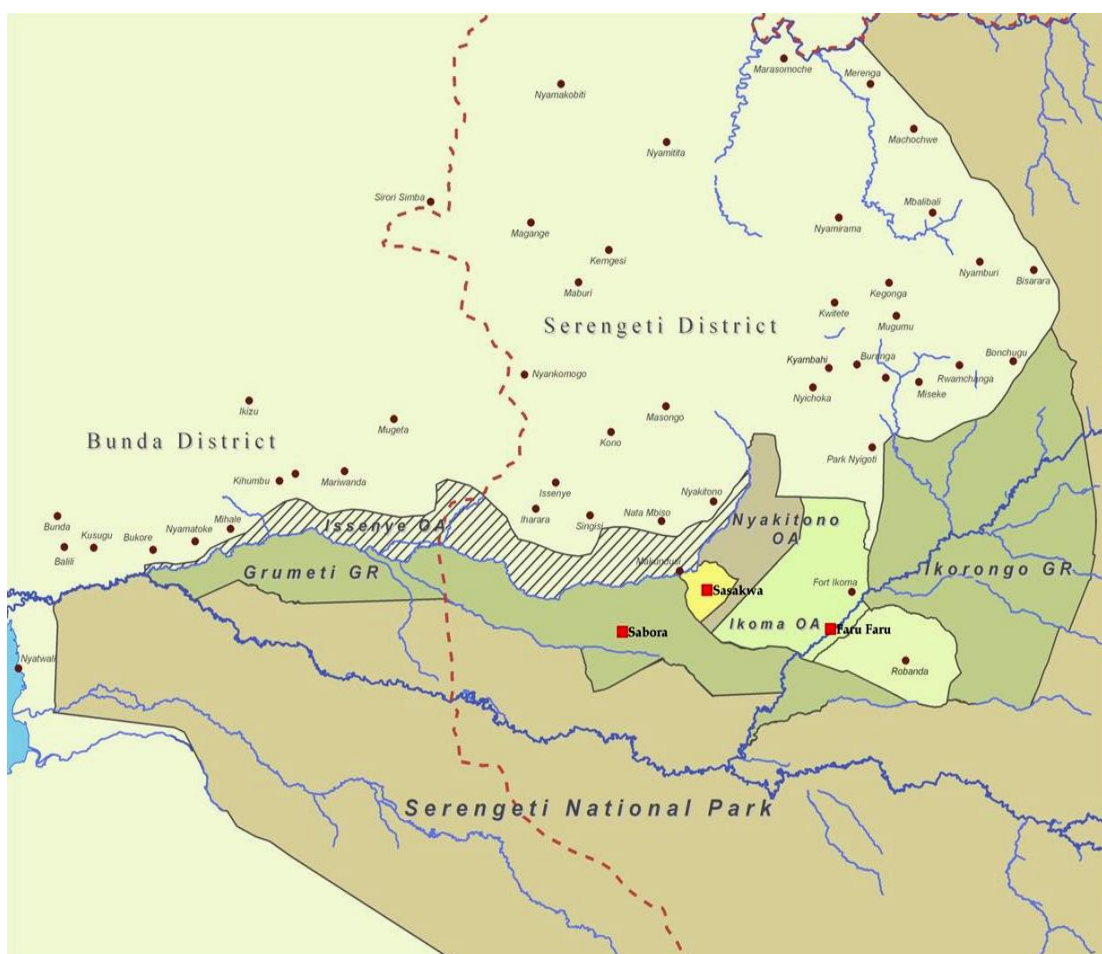 Marasomoche
Merenga
Nyamakobiti
Machochwe
Nyamitita
Sirori Simba
Mbalibali
Magange
Nyamirama
Kemgesi
Nyamburi
Bisarara
Maburi
Kegonga
Kwitete
Mugumu
Serengeti District
Kyambahi
Burenga
Bonchugu
Nyankomogo
Rwamchanga
Nyichoka
Miseke
Ikizu
Masongo
Mugeta
Bunda District
Kono
Park Nyigoti
Kihumbu
Mariwanda
Issenye
Nyakitono
Iharara
Nata Mbiso
Singisi
Bunda
Kusugu
Nyamatoke
Mihale
Issenye OA
Nyakitono
OA
Balili
Bukore
Makundusi
Grumeti GR
Ikorongo GR
Fort Ikoma
Sasakwa
Ikoma OA
Sabora
Faru Faru
Robanda
Nyatwali
Serengeti National Park